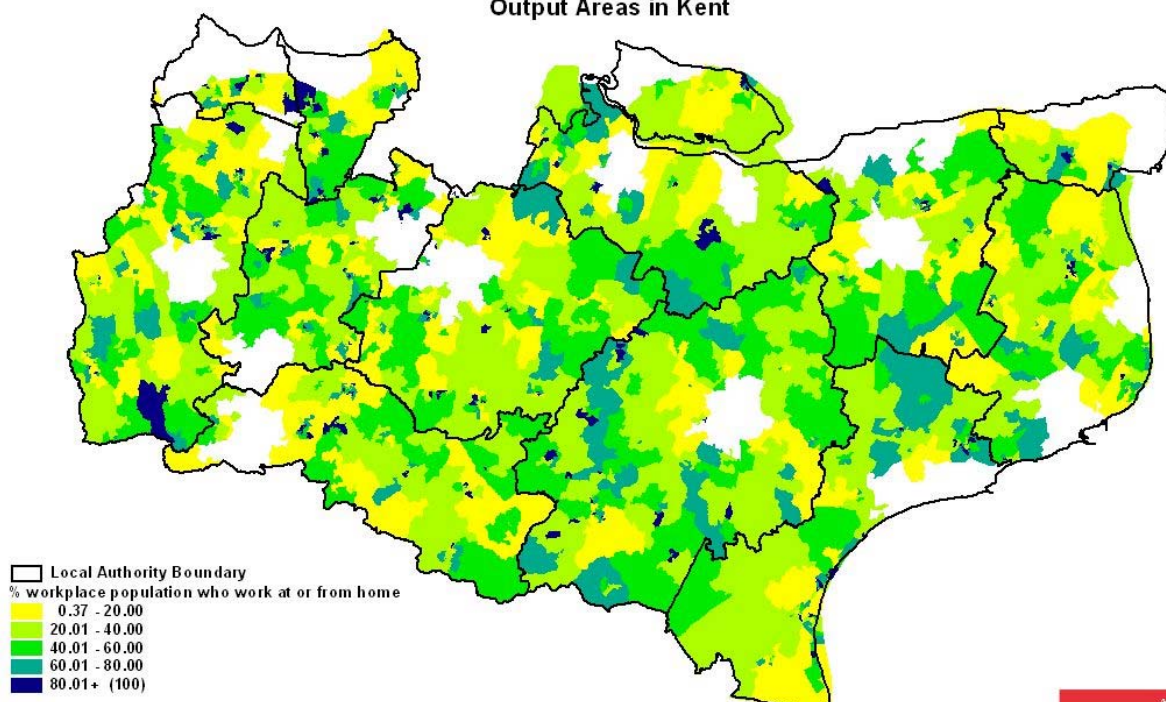 Output Areas in Kent
Local Authority Boundary
% workplace population who work at or from home
0.37 - 20.00
20.01 - 40.00
40.01 - 60.00
60.01 - 80.00
80.01+ (100)